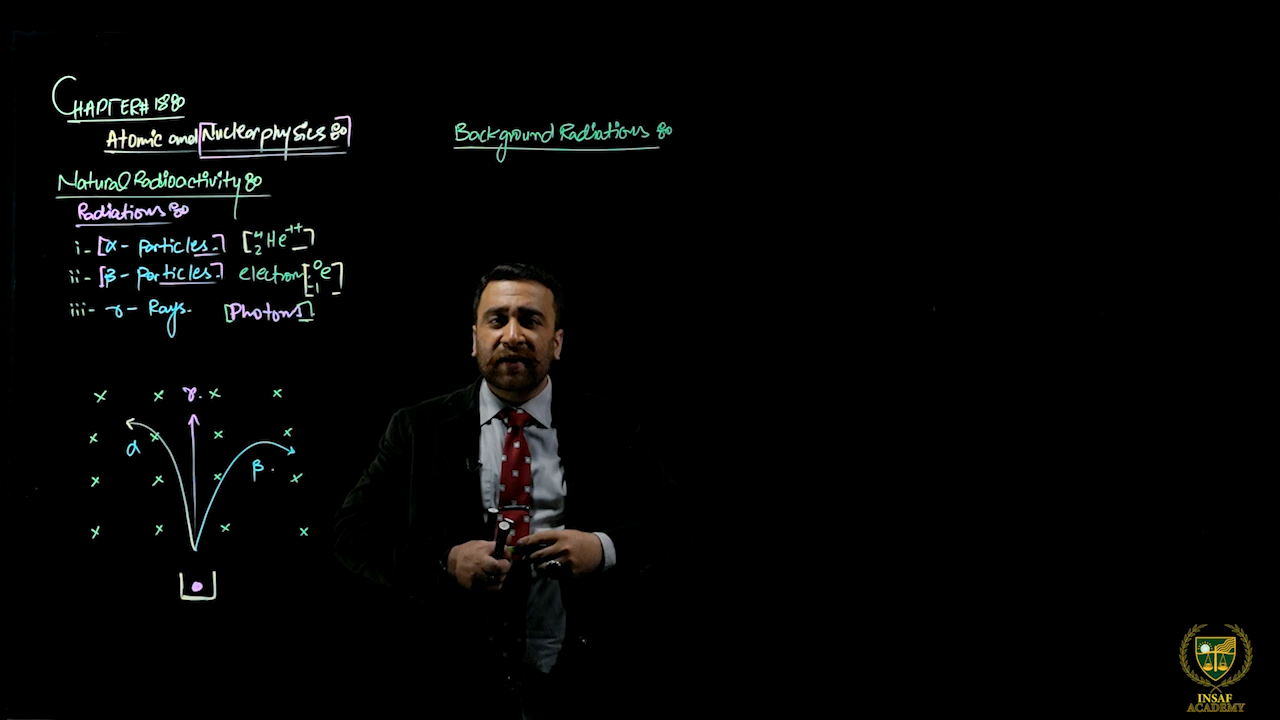 CHAPTER# 18:
Atomic and Nuclear physics:
Natural Radioactivity:
Radiations:
i- [α- particles.] [⁴₂He⁺⁺]
ii- [β- particles.] electron [⁰₋₁e]
iii- γ- Rays. [Photons]
γ.
α
β.
Background Radiations:
INSAF
ACADEMY